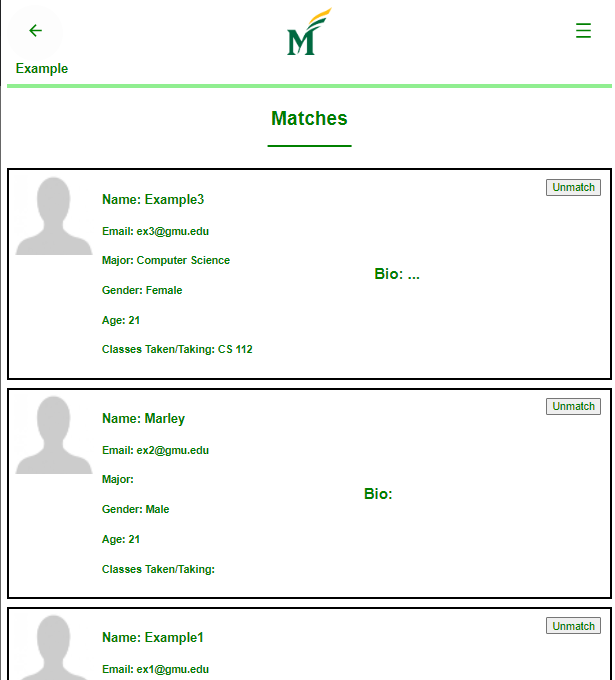 M
Example
Matches
Unmatch
Name: Example3
Email: ex3@gmu.edu
Major: Computer Science
Bio: ...
Gender: Female
Age: 21
Classes Taken/Taking: CS 112
Unmatch
Name: Marley
Email: ex2@gmu.edu
Major:
Bio:
Gender: Male
Age: 21
Classes Taken/Taking:
Unmatch
Name: Example1
Email: ex1@gmu.edu